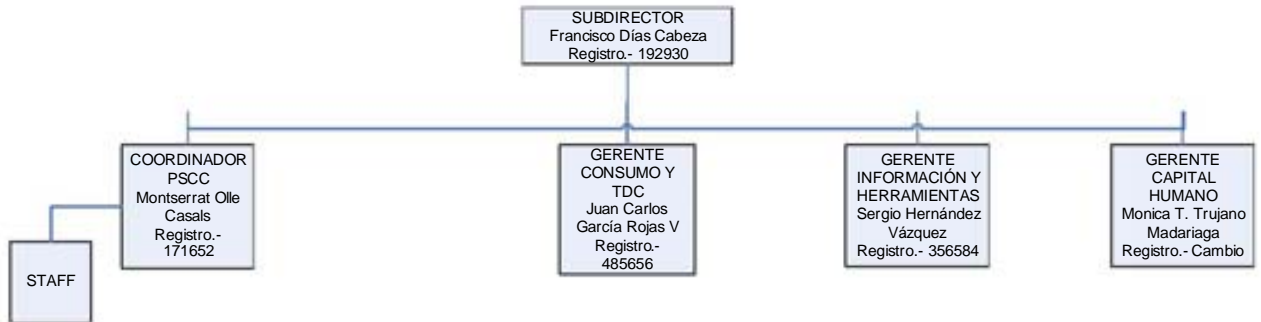 SUBDIRECTOR
Francisco Días Cabeza
Registro.- 192930
COORDINADOR
PSCC
Montserrat Olle
Casals
Registro.-
171652
GERENTE
CONSUMO Y
TDC
Juan Carlos
García Rojas V
Registro.-
485656
GERENTE
INFORMACIÓN Y
HERRAMIENTAS
Sergio Hernández
Vázquez
Registro.- 356584
GERENTE
CAPITAL
HUMANO
Monica T. Trujano
Madariaga
Registro.- Cambio
STAFF